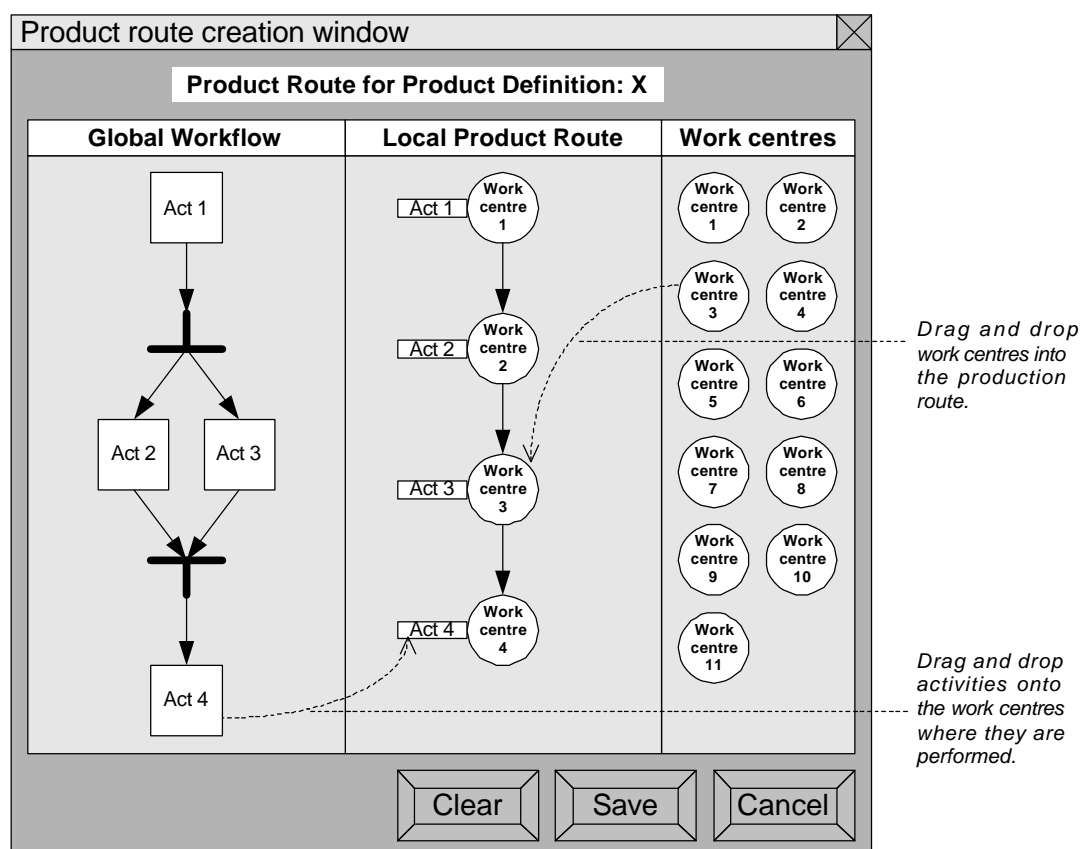 Product route creation window
Product Route for Product Definition: X
Global Workflow
Local Product Route
Work centres
Act 1
Act 2
Act 3
Act 4
Act 1
Work
centre
1
Act 2
Work
centre
2
Act 3
Work
centre
3
Act 4
Work
centre
4
Work
centre
1
Work
centre
2
Work
centre
3
Work
centre
4
Work
centre
5
Work
centre
6
Work
centre
7
Work
centre
8
Work
centre
9
Work
centre
10
Work
centre
11
Drag and drop
work centres into
the production
route.
Drag and drop
activities onto
the work centres
where they are
performed.
Clear
Save
Cancel